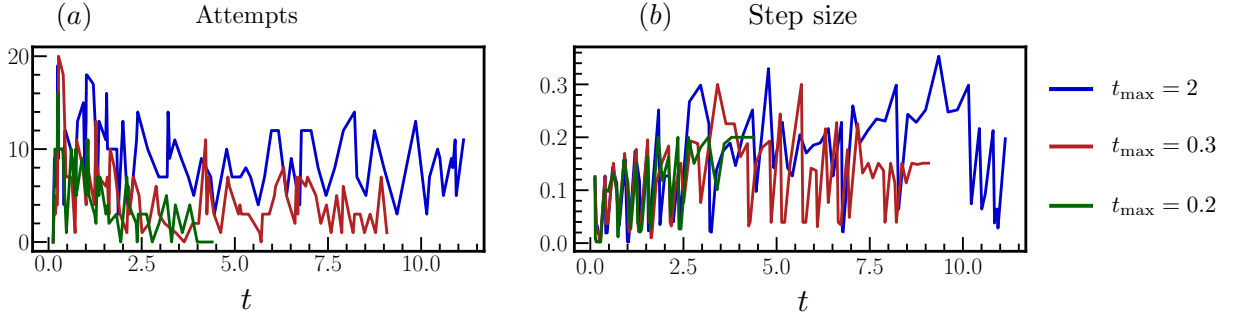 (a) Attempts
20
10
0
0.0 2.5 5.0 7.5 10.0
t
(b) Step size
0.3
0.2
0.1
0.0
0.0 2.5 5.0 7.5 10.0
t
t_max = 2
t_max = 0.3
t_max = 0.2